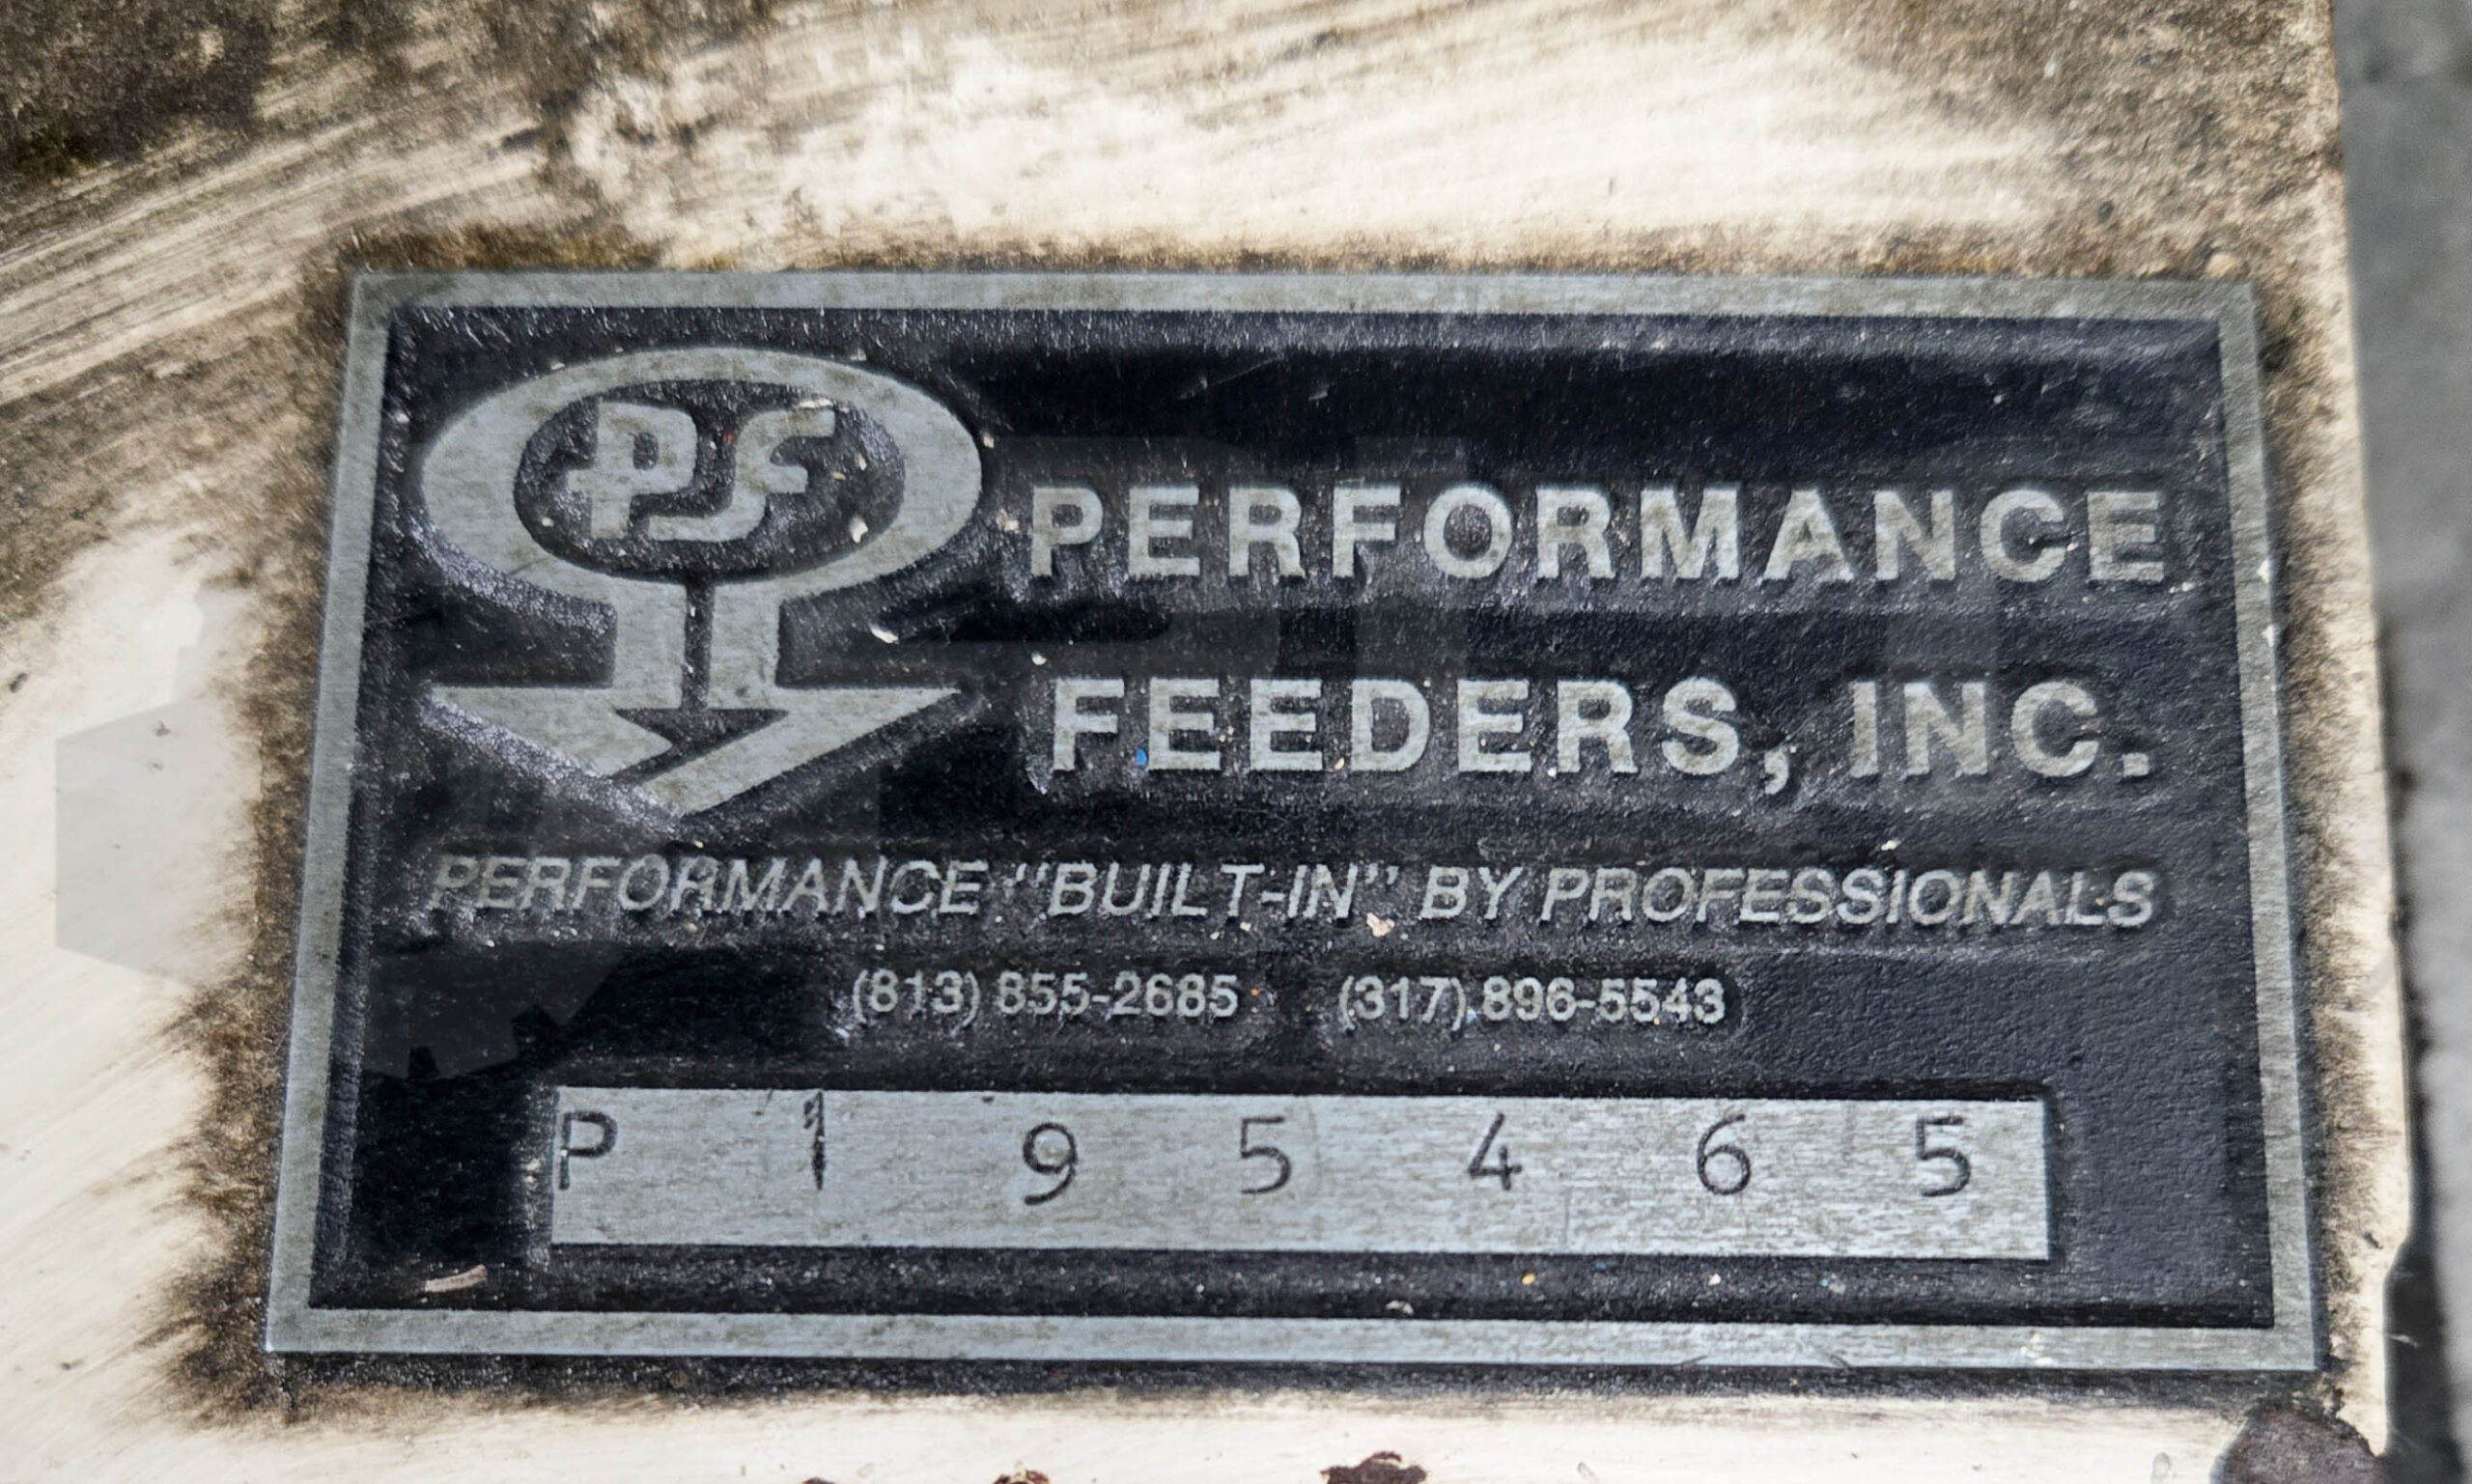 PSF
PERFORMANCE
FEEDERS, INC.
PERFORMANCE "BUILT-IN" BY PROFESSIONALS
(813) 855-2685 (317) 896-5543
P 1 9 5 4 6 5